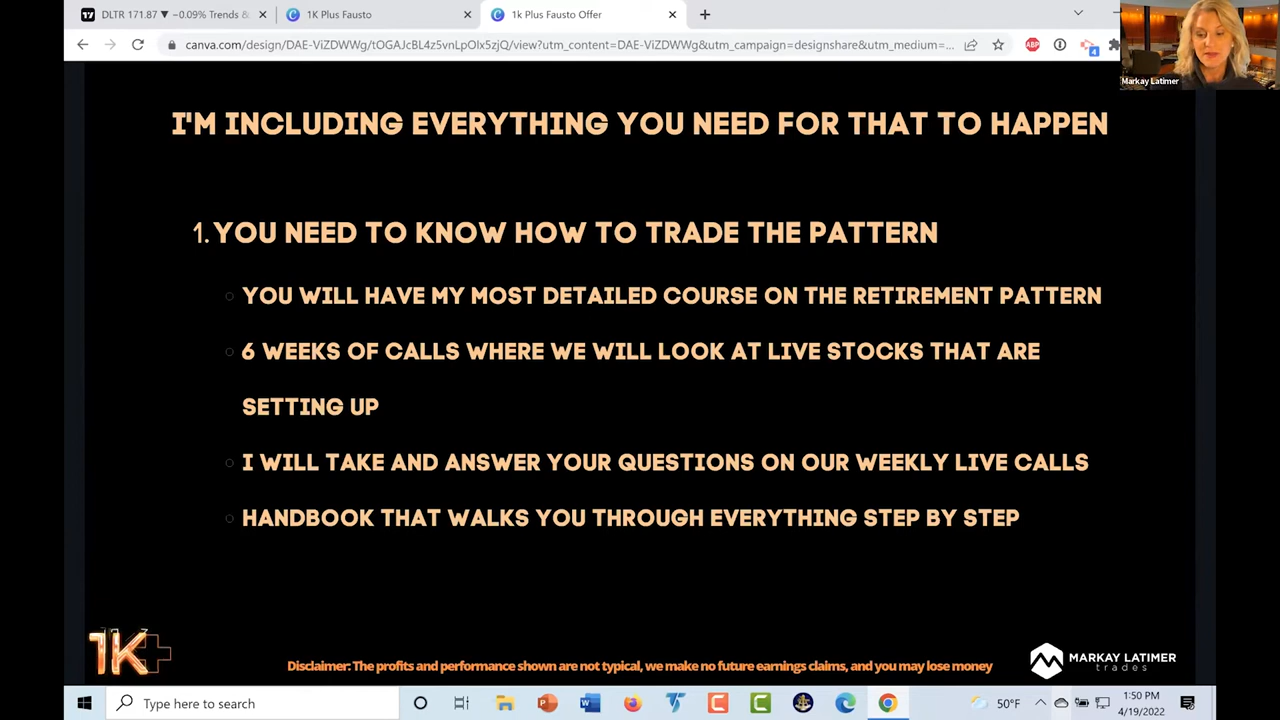 DLTR 171.87 ▼ −0.09% Trends &
1K Plus Fausto
1k Plus Fausto Offer
canva.com/design/DAE-ViZDWWg/tOGAJcBL4z5vnLpOlx5zjQ/view?utm_content=DAE-ViZDWWg&utm_campaign=designshare&utm_medium=...
ABP
4
Markay Latimer
I'M INCLUDING EVERYTHING YOU NEED FOR THAT TO HAPPEN
1. YOU NEED TO KNOW HOW TO TRADE THE PATTERN
YOU WILL HAVE MY MOST DETAILED COURSE ON THE RETIREMENT PATTERN
6 WEEKS OF CALLS WHERE WE WILL LOOK AT LIVE STOCKS THAT ARE
SETTING UP
I WILL TAKE AND ANSWER YOUR QUESTIONS ON OUR WEEKLY LIVE CALLS
HANDBOOK THAT WALKS YOU THROUGH EVERYTHING STEP BY STEP
1K+
Disclaimer: The profits and performance shown are not typical, we make no future earnings claims, and you may lose money
MARKAY LATIMER
trades
Type here to search
50°F
1:50 PM
4/19/2022